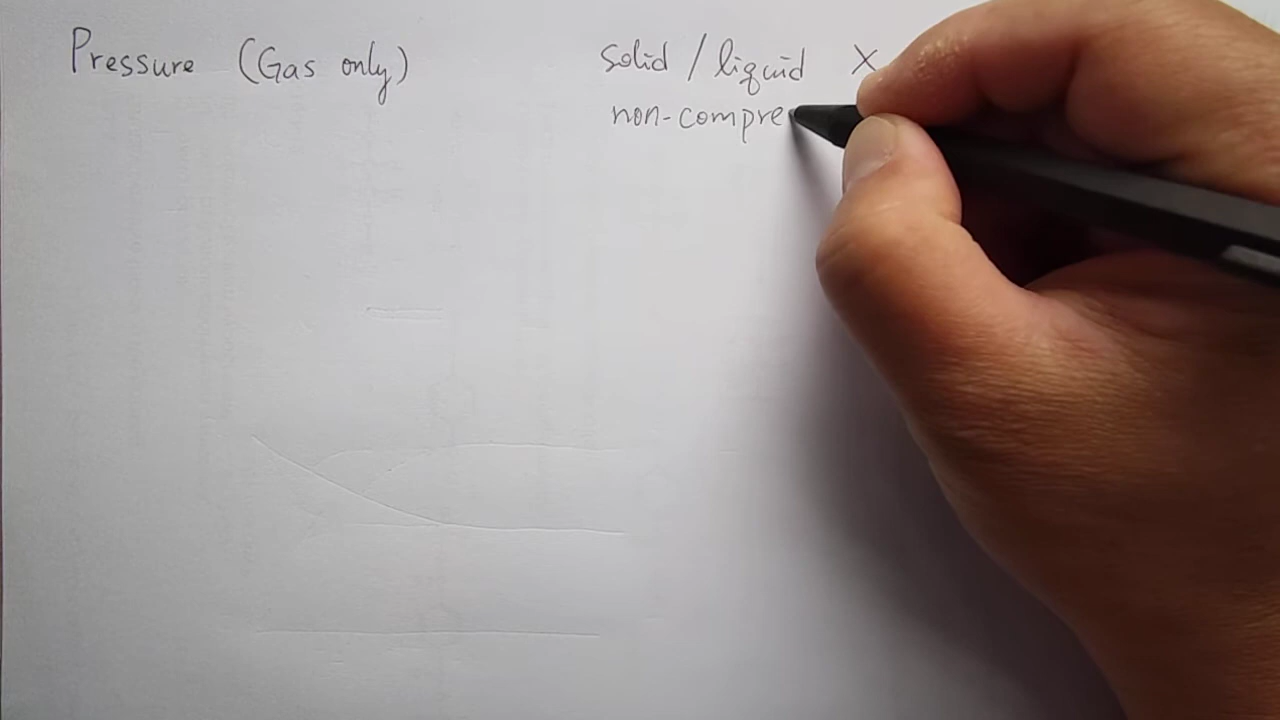 Pressure (Gas only)
solid / liquid X
non-compre